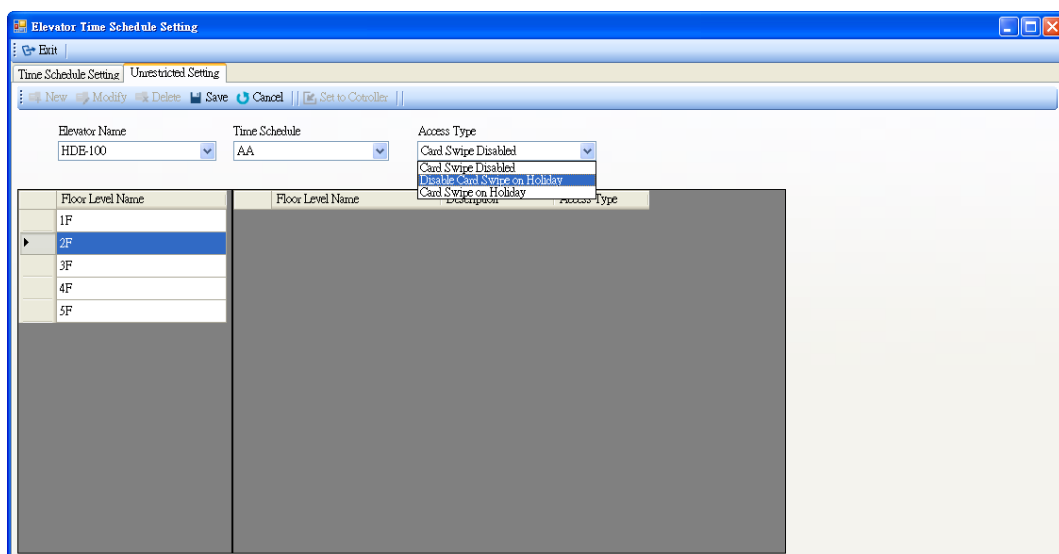 Elevator Time Schedule Setting
Exit
Time Schedule Setting Unrestricted Setting
New Modify Delete Save Cancel Set to Cotroller
Elevator Name Time Schedule Access Type
HDE-100 AA Card Swipe Disabled
Card Swipe Disabled
Disable Card Swipe on Holiday
Card Swipe on Holiday
Floor Level Name Floor Level Name Description Access Type
1F
2F
3F
4F
5F